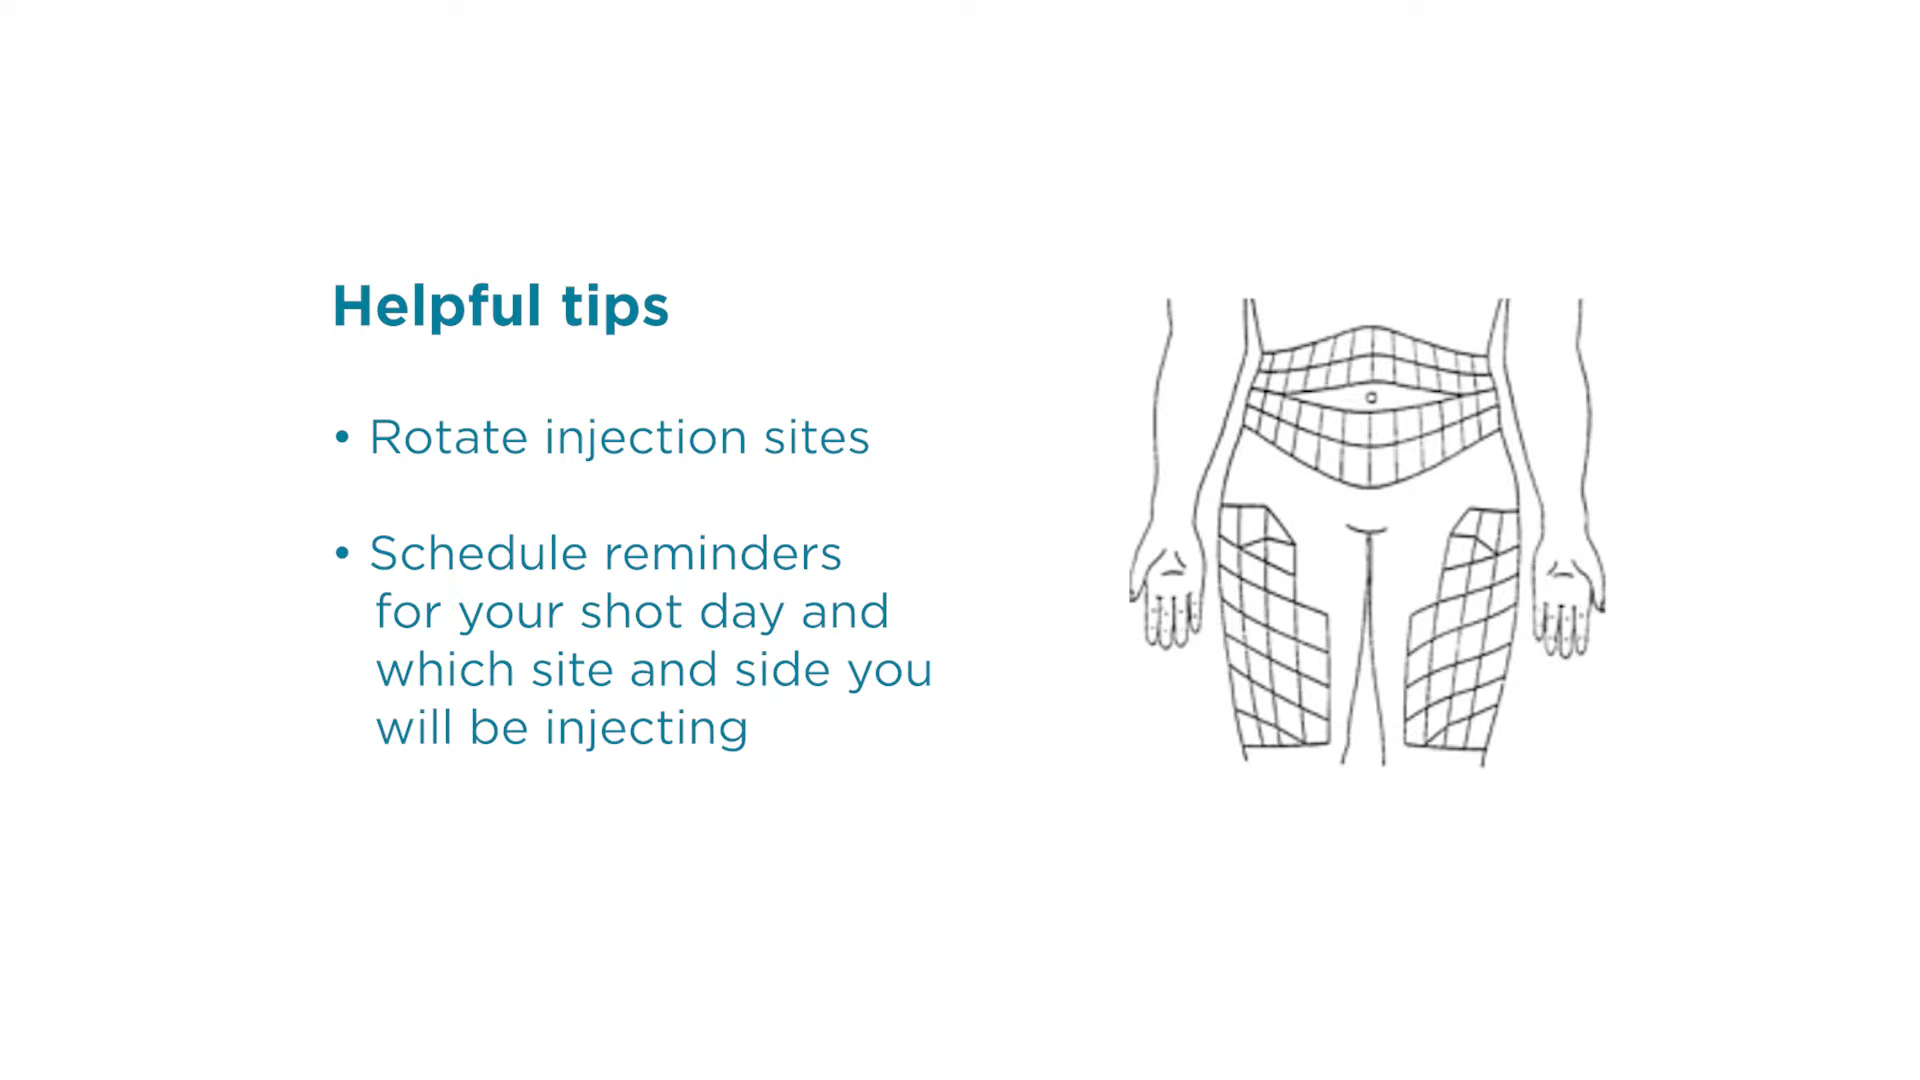 Helpful tips
• Rotate injection sites
• Schedule reminders
for your shot day and
which site and side you
will be injecting